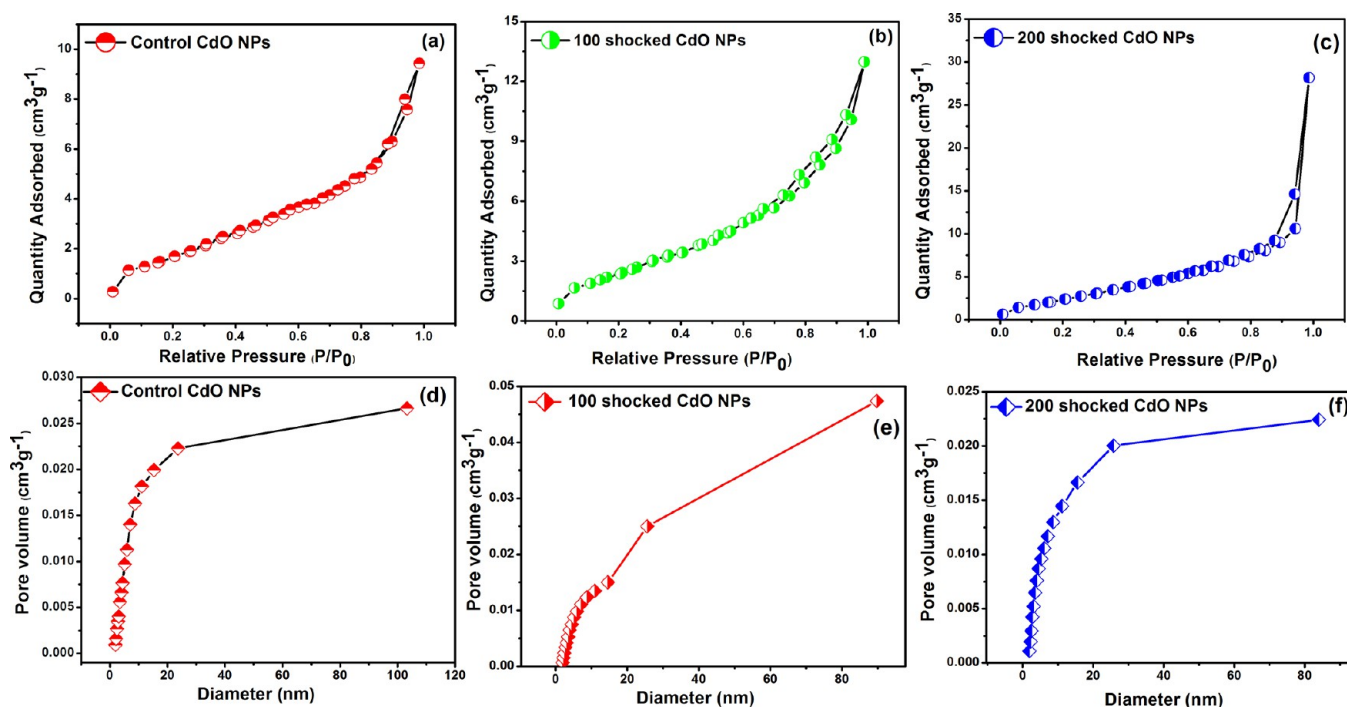 Control CdO NPs
(a)
Quantity Adsorbed (cm³g⁻¹)
10
8
6
4
2
0
0.0 0.2 0.4 0.6 0.8 1.0
Relative Pressure (P/P₀)
100 shocked CdO NPs
(b)
Quantity Adsorbed (cm³g⁻¹)
15
12
9
6
3
0
0.0 0.2 0.4 0.6 0.8 1.0
Relative Pressure (P/P₀)
200 shocked CdO NPs
(c)
Quantity Adsorbed (cm³g⁻¹)
35
30
25
20
15
10
5
0
0.0 0.2 0.4 0.6 0.8 1.0
Relative Pressure (P/P₀)
Control CdO NPs
(d)
Pore volume (cm³g⁻¹)
0.030
0.025
0.020
0.015
0.010
0.005
0.000
0 20 40 60 80 100 120
Diameter (nm)
100 shocked CdO NPs
(e)
Pore volume (cm³g⁻¹)
0.05
0.04
0.03
0.02
0.01
0.00
0 20 40 60 80
Diameter (nm)
200 shocked CdO NPs
(f)
Pore volume (cm³g⁻¹)
0.025
0.020
0.015
0.010
0.005
0.000
0 20 40 60 80
Diameter (nm)